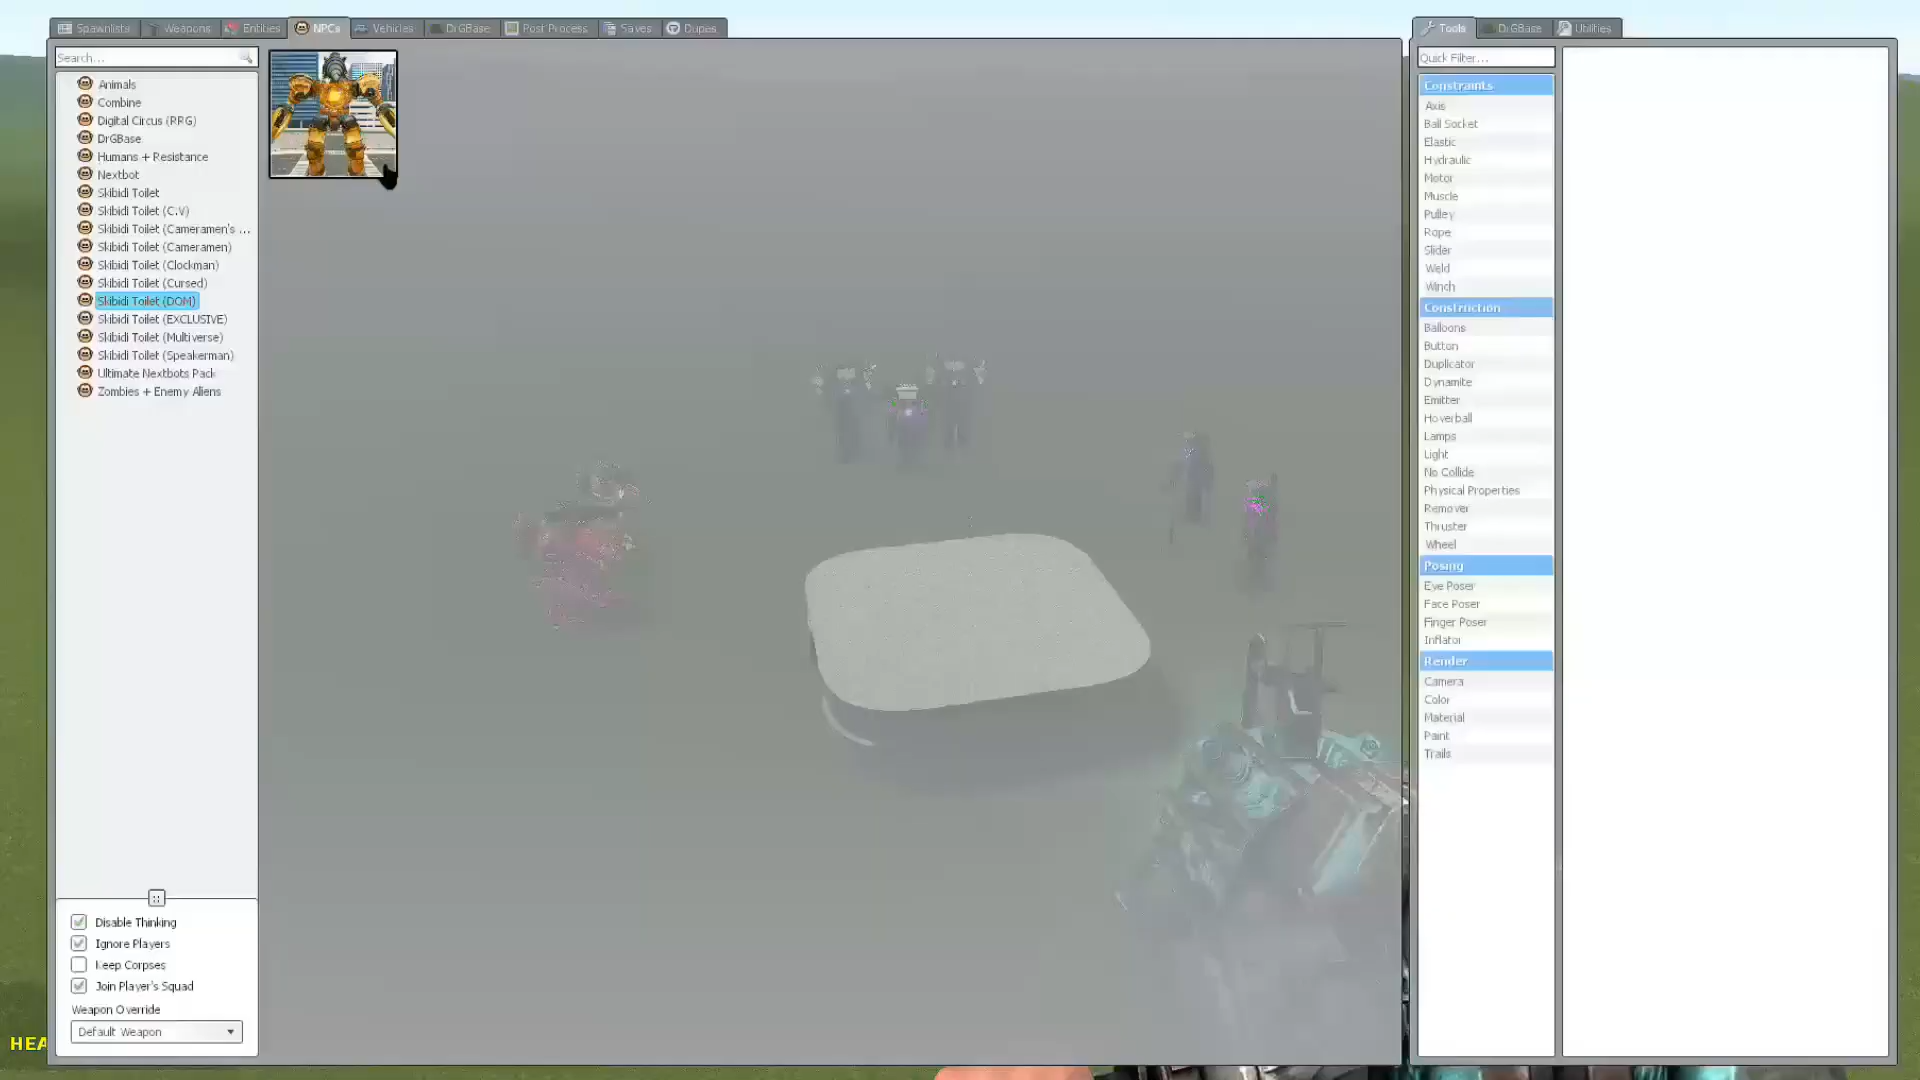 Spawnlists
Weapons
Entities
NPCs
Vehicles
DrGBase
Post Process
Saves
Dupes
Search...
Animals
Combine
Digital Circus (RRG)
DrGBase
Humans + Resistance
Nextbot
Skibidi Toilet
Skibidi Toilet (C.V)
Skibidi Toilet (Cameramen's ...
Skibidi Toilet (Cameramen)
Skibidi Toilet (Clockman)
Skibidi Toilet (Cursed)
Skibidi Toilet (DOM)
Skibidi Toilet (EXCLUSIVE)
Skibidi Toilet (Multiverse)
Skibidi Toilet (Speakerman)
Ultimate Nextbots Pack
Zombies + Enemy Aliens
Disable Thinking
Ignore Players
Keep Corpses
Join Player's Squad
Weapon Override
Default Weapon
HEA
Tools
DrGBase
Utilities
Quick Filter...
Constraints
Axis
Ball Socket
Elastic
Hydraulic
Motor
Muscle
Pulley
Rope
Slider
Weld
Winch
Construction
Balloons
Button
Duplicator
Dynamite
Emitter
Hoverball
Lamps
Light
No Collide
Physical Properties
Remover
Thruster
Wheel
Posing
Eye Poser
Face Poser
Finger Poser
Inflator
Render
Camera
Color
Material
Paint
Trails